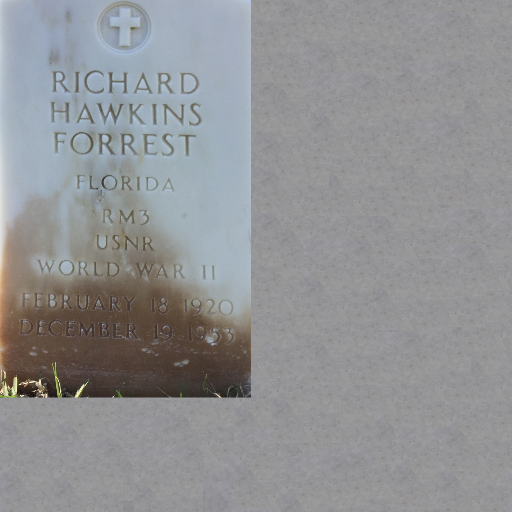 RICHARD
HAWKINS
FORREST
FLORIDA
RM3
USNR
WORLD WAR II
FEBRUARY 18 1920
DECEMBER 19 1953